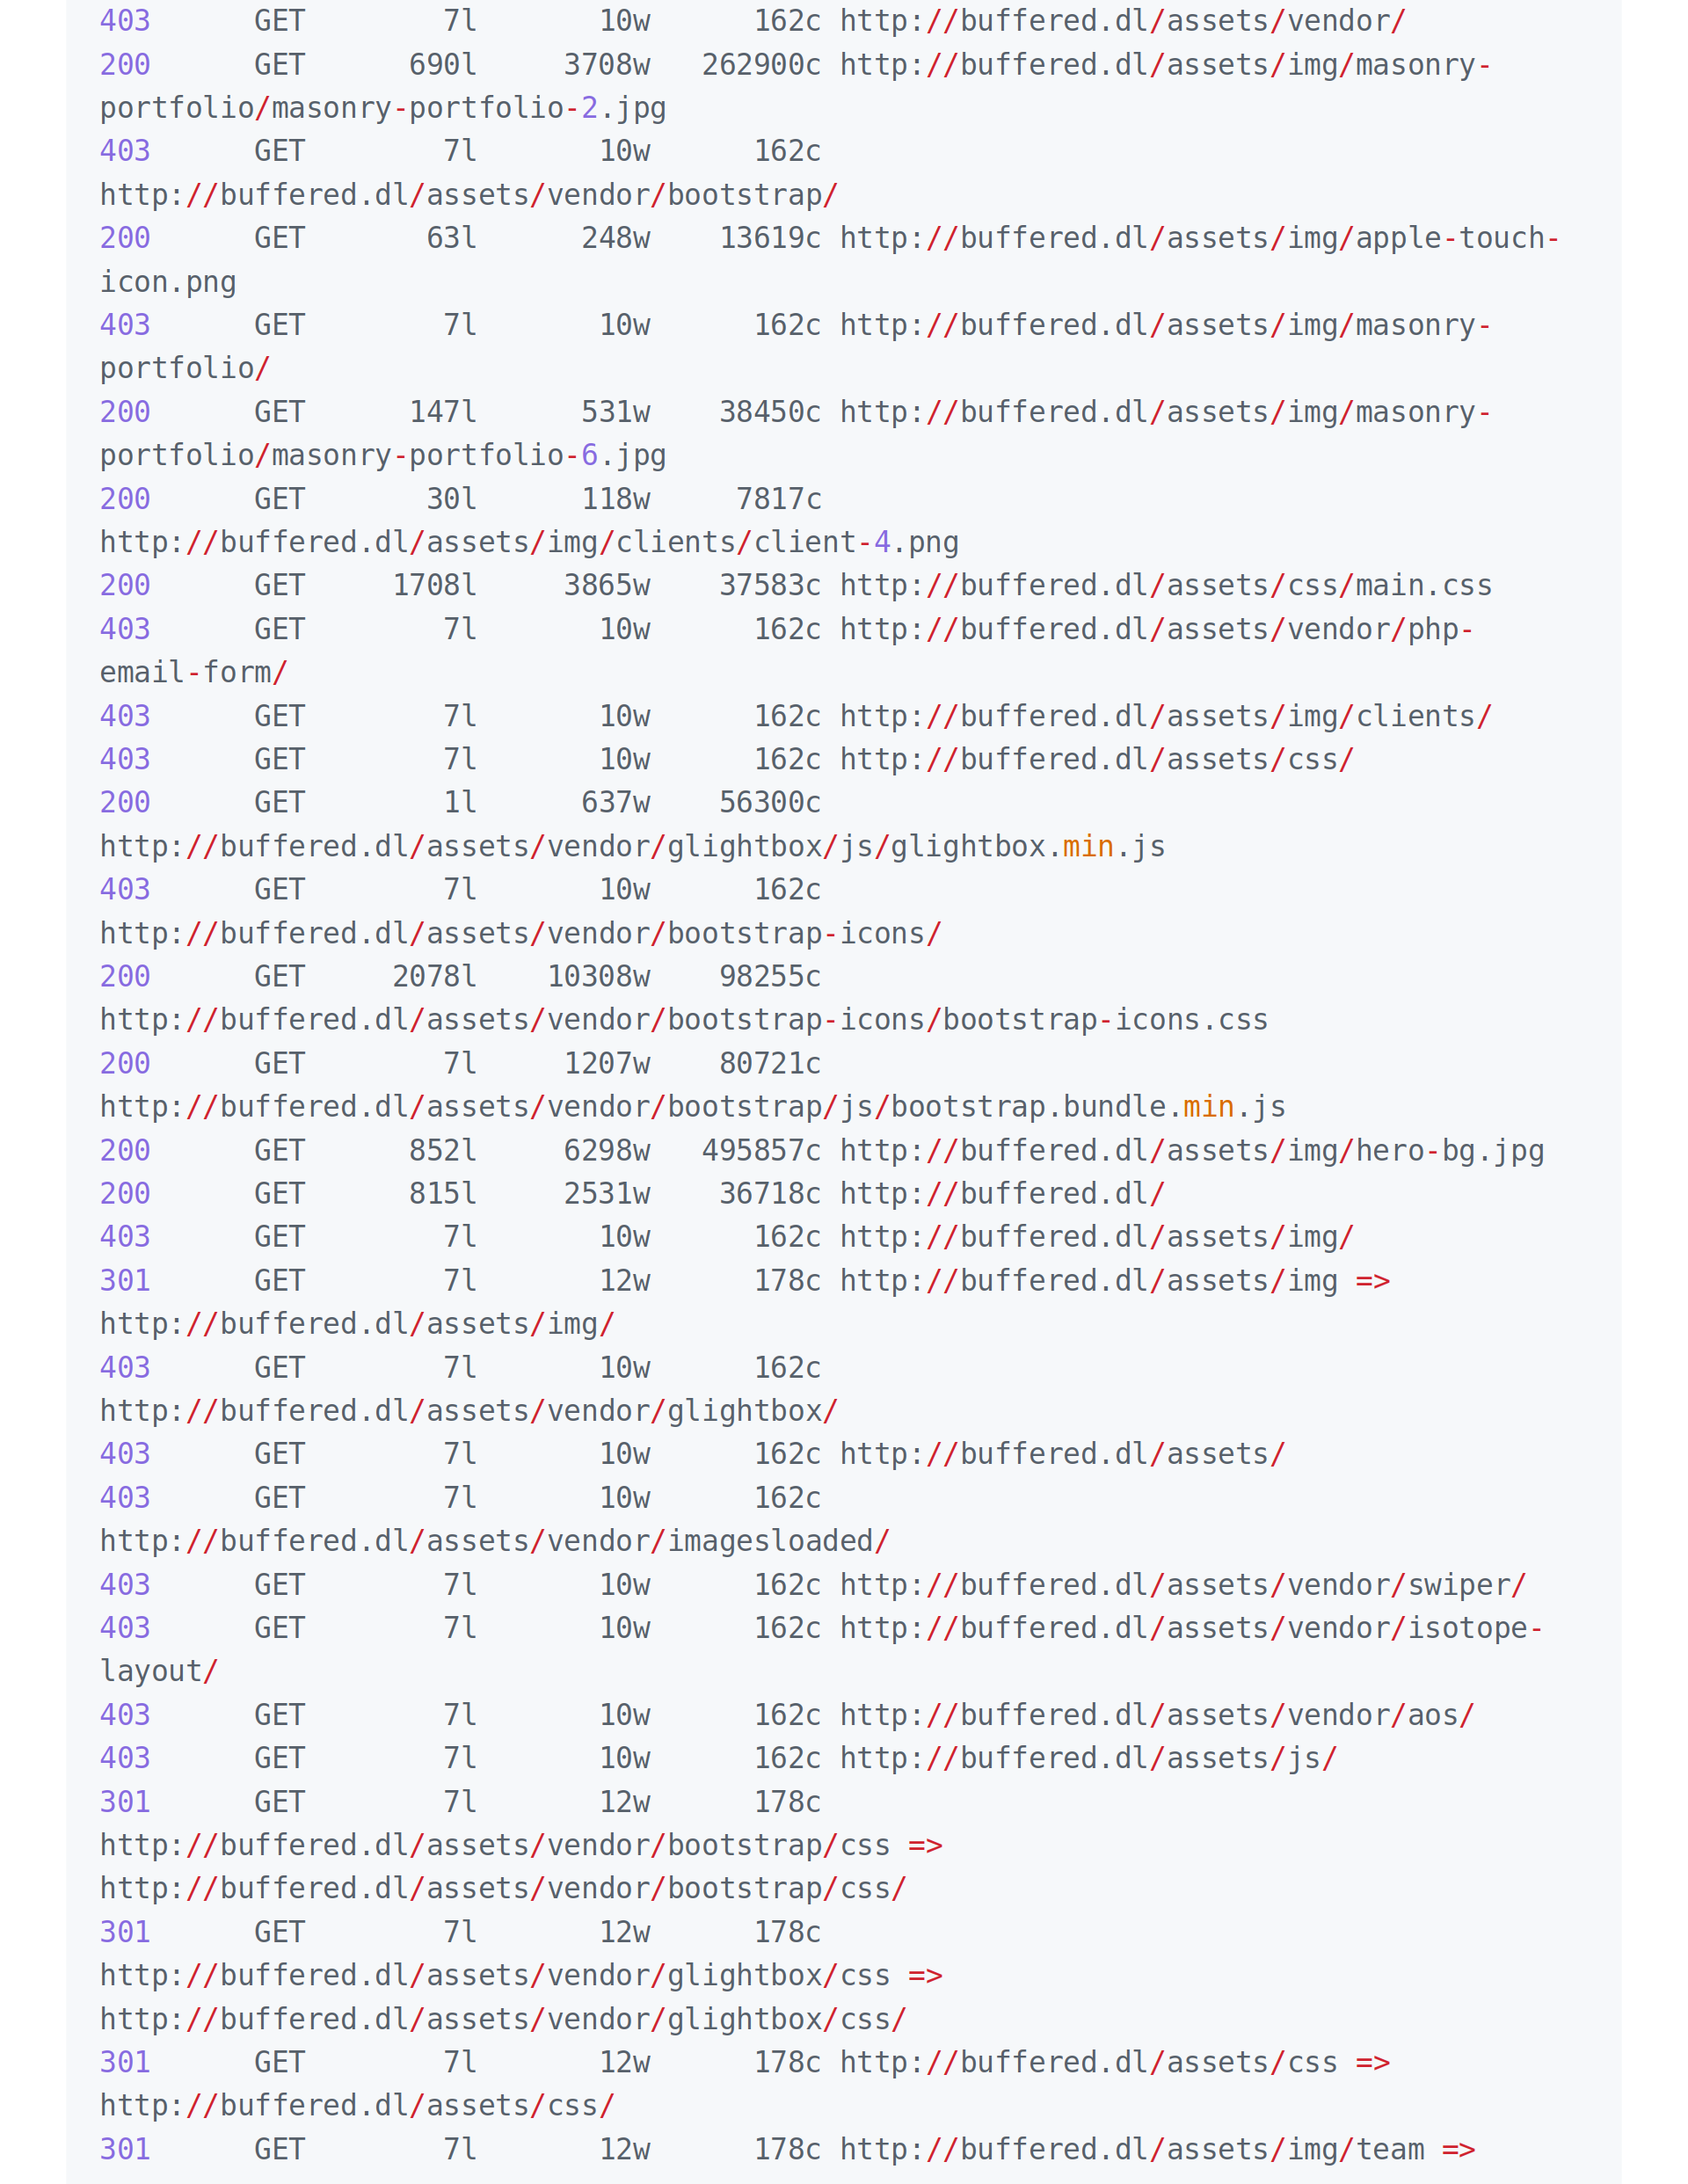 403      GET        7l       10w      162c http://buffered.dl/assets/vendor/
200      GET      690l     3708w   262900c http://buffered.dl/assets/img/masonry-
portfolio/masonry-portfolio-2.jpg
403      GET        7l       10w      162c
http://buffered.dl/assets/vendor/bootstrap/
200      GET       63l      248w    13619c http://buffered.dl/assets/img/apple-touch-
icon.png
403      GET        7l       10w      162c http://buffered.dl/assets/img/masonry-
portfolio/
200      GET      147l      531w    38450c http://buffered.dl/assets/img/masonry-
portfolio/masonry-portfolio-6.jpg
200      GET       30l      118w     7817c
http://buffered.dl/assets/img/clients/client-4.png
200      GET     1708l     3865w    37583c http://buffered.dl/assets/css/main.css
403      GET        7l       10w      162c http://buffered.dl/assets/vendor/php-
email-form/
403      GET        7l       10w      162c http://buffered.dl/assets/img/clients/
403      GET        7l       10w      162c http://buffered.dl/assets/css/
200      GET        1l      637w    56300c
http://buffered.dl/assets/vendor/glightbox/js/glightbox.min.js
403      GET        7l       10w      162c
http://buffered.dl/assets/vendor/bootstrap-icons/
200      GET     2078l    10308w    98255c
http://buffered.dl/assets/vendor/bootstrap-icons/bootstrap-icons.css
200      GET        7l     1207w    80721c
http://buffered.dl/assets/vendor/bootstrap/js/bootstrap.bundle.min.js
200      GET      852l     6298w   495857c http://buffered.dl/assets/img/hero-bg.jpg
200      GET      815l     2531w    36718c http://buffered.dl/
403      GET        7l       10w      162c http://buffered.dl/assets/img/
301      GET        7l       12w      178c http://buffered.dl/assets/img =>
http://buffered.dl/assets/img/
403      GET        7l       10w      162c
http://buffered.dl/assets/vendor/glightbox/
403      GET        7l       10w      162c http://buffered.dl/assets/
403      GET        7l       10w      162c
http://buffered.dl/assets/vendor/imagesloaded/
403      GET        7l       10w      162c http://buffered.dl/assets/vendor/swiper/
403      GET        7l       10w      162c http://buffered.dl/assets/vendor/isotope-
layout/
403      GET        7l       10w      162c http://buffered.dl/assets/vendor/aos/
403      GET        7l       10w      162c http://buffered.dl/assets/js/
301      GET        7l       12w      178c
http://buffered.dl/assets/vendor/bootstrap/css =>
http://buffered.dl/assets/vendor/bootstrap/css/
301      GET        7l       12w      178c
http://buffered.dl/assets/vendor/glightbox/css =>
http://buffered.dl/assets/vendor/glightbox/css/
301      GET        7l       12w      178c http://buffered.dl/assets/css =>
http://buffered.dl/assets/css/
301      GET        7l       12w      178c http://buffered.dl/assets/img/team =>